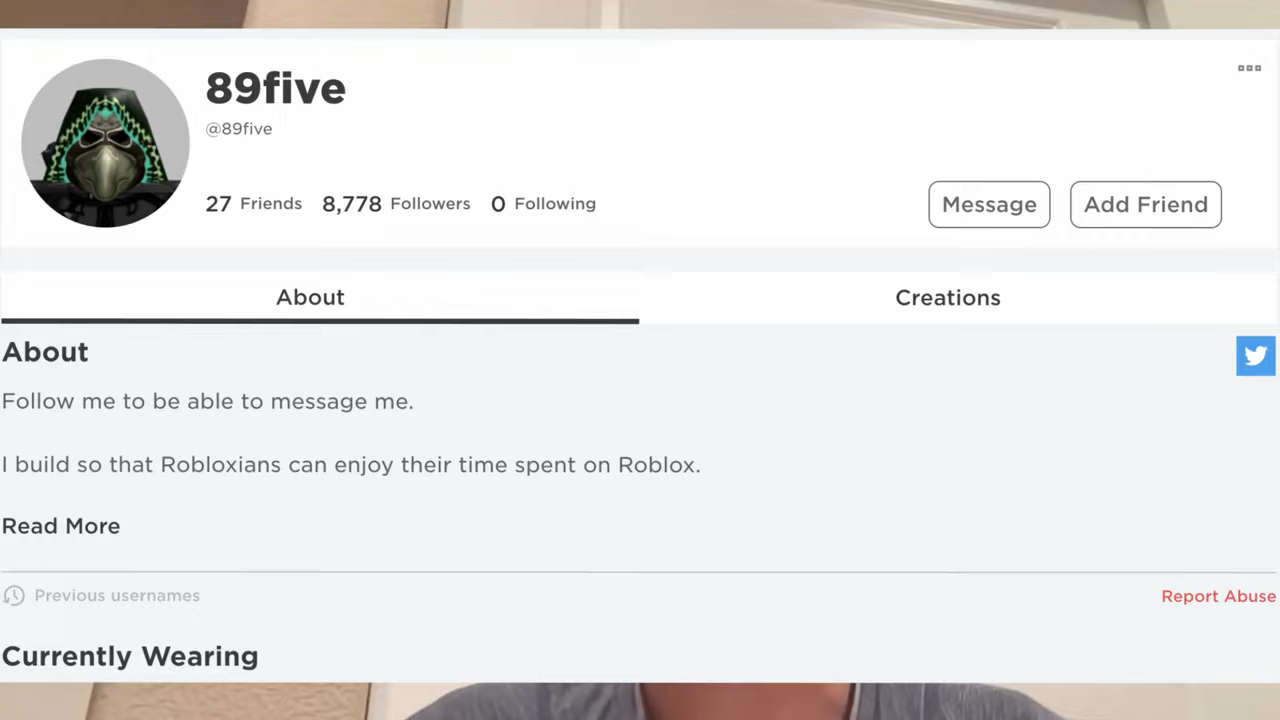 89five
@89five
27 Friends 8,778 Followers 0 Following
Message Add Friend
About Creations
About
Follow me to be able to message me.
I build so that Robloxians can enjoy their time spent on Roblox.
Read More
Previous usernames Report Abuse
Currently Wearing